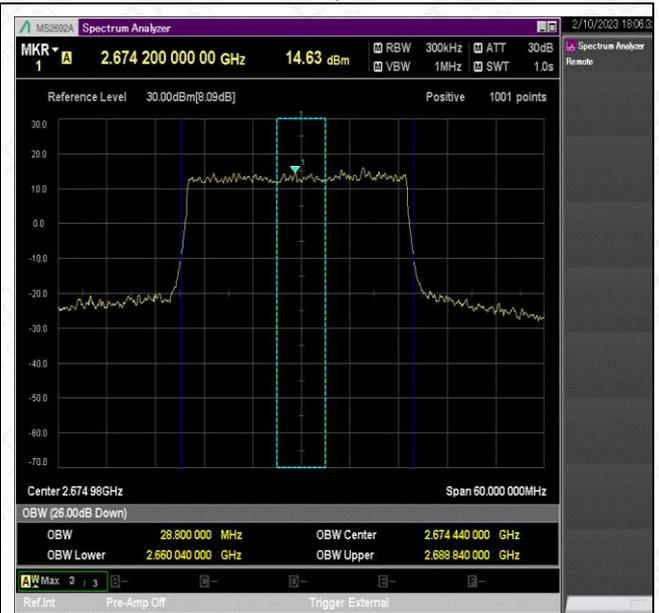 MS2692A Spectrum Analyzer
2/10/2023 18:06:3
MKR 1 A 2.674 200 000 00 GHz 14.63 dBm
M RBW 300kHz M ATT 30dB
M VBW 1MHz M SWT 1.0s
Spectrum Analyzer
Remote
Reference Level 30.00dBm[8.09dB] Positive 1001 points
1
30.0
20.0
10.0
0.0
-10.0
-20.0
-30.0
-40.0
-50.0
-60.0
-70.0
Center 2.674 98GHz Span 60.000 000MHz
OBW (26.00dB Down)
OBW 28.800 000 MHz OBW Center 2.674 440 000 GHz
OBW Lower 2.660 040 000 GHz OBW Upper 2.688 840 000 GHz
A W Max 3 / 3 B- C- D- E- F-
Ref.Int Pre-Amp Off Trigger External